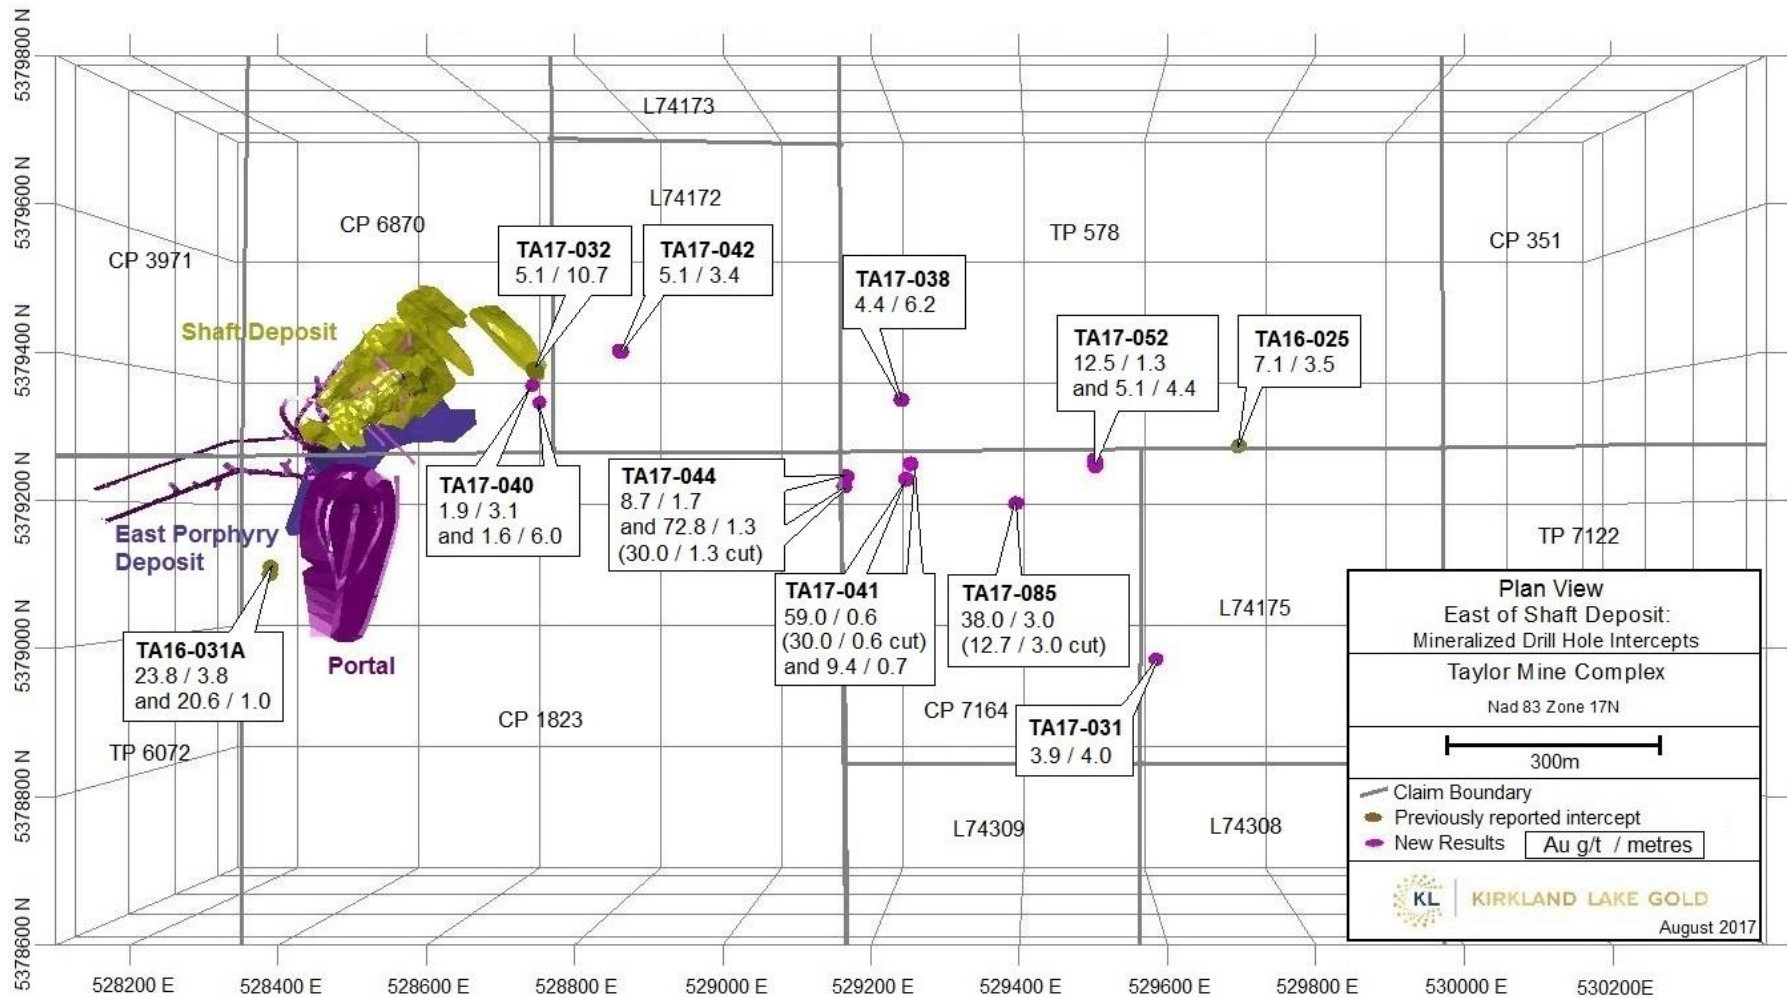 5379800 N
5379600 N
5379400 N
5379200 N
5379000 N
5378800 N
5378600 N
L74173
L74172
CP 6870
CP 3971
TP 578
CP 351
TA17-032
5.1 / 10.7
TA17-042
5.1 / 3.4
TA17-038
4.4 / 6.2
TA17-052
12.5 / 1.3
and 5.1 / 4.4
TA16-025
7.1 / 3.5
Shaft Deposit
TA17-040
1.9 / 3.1
and 1.6 / 6.0
TA17-044
8.7 / 1.7
and 72.8 / 1.3
(30.0 / 1.3 cut)
East Porphyry
Deposit
TP 7122
TA17-041
59.0 / 0.6
(30.0 / 0.6 cut)
and 9.4 / 0.7
TA17-085
38.0 / 3.0
(12.7 / 3.0 cut)
L74175
TA16-031A
23.8 / 3.8
and 20.6 / 1.0
Portal
CP 1823
CP 7164
TA17-031
3.9 / 4.0
TP 6072
L74309
L74308
Plan View
East of Shaft Deposit:
Mineralized Drill Hole Intercepts
Taylor Mine Complex
Nad 83 Zone 17N
300m
Claim Boundary
Previously reported intercept
New Results
Au g/t / metres
KL
KIRKLAND LAKE GOLD
August 2017
528200 E
528400 E
528600 E
528800 E
529000 E
529200 E
529400 E
529600 E
529800 E
530000 E
530200E